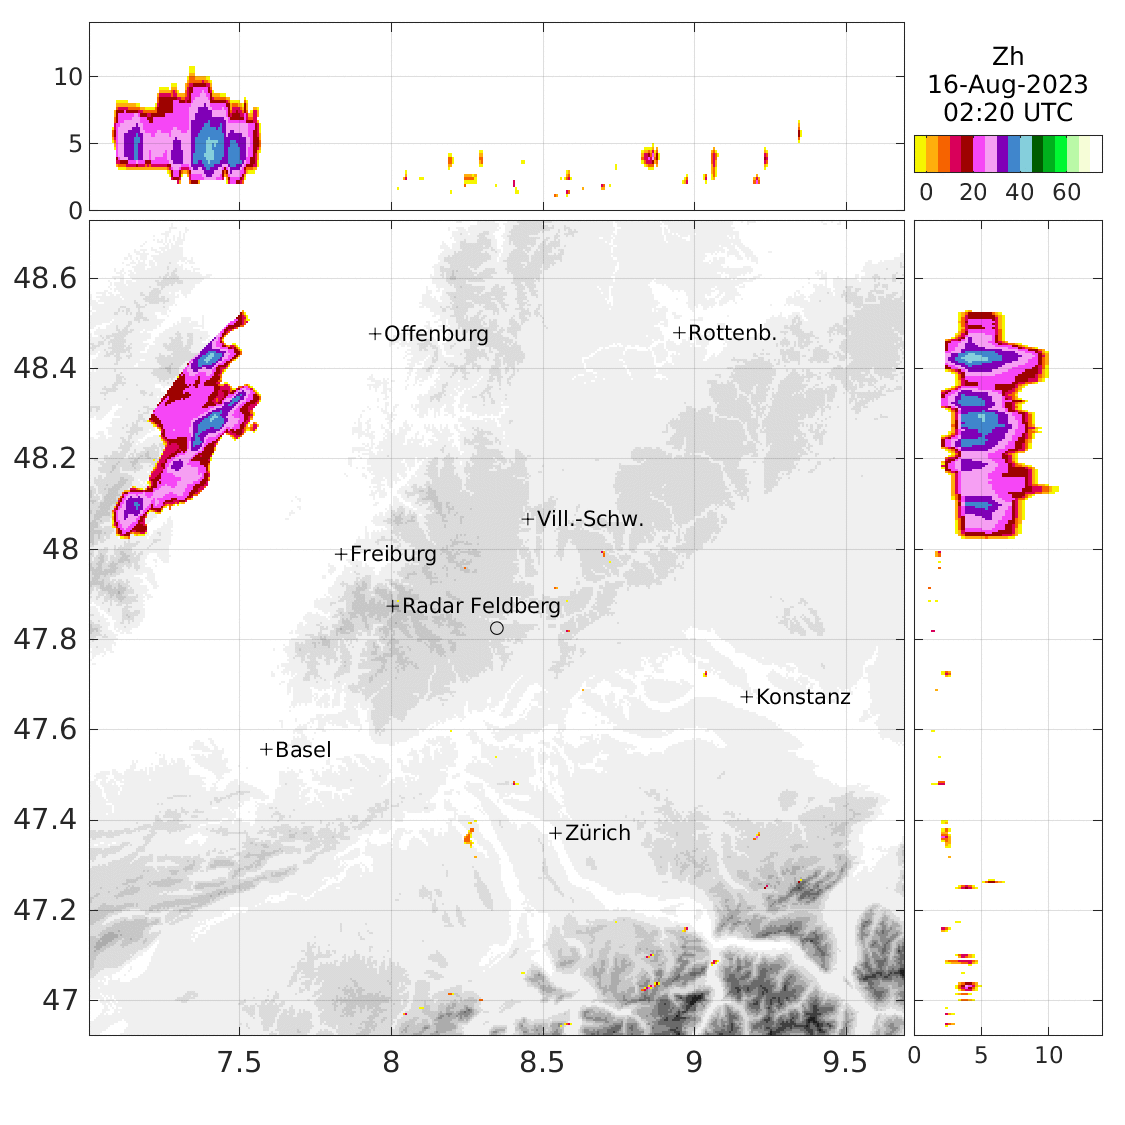 Zh
16-Aug-2023
02:20 UTC
0 20 40 60
10
5
0
48.6
48.4
48.2
48
47.8
47.6
47.4
47.2
47
+Offenburg
+Rottenb.
+Vill.-Schw.
+Freiburg
+Radar Feldberg
+Konstanz
+Basel
+Zürich
7.5 8 8.5 9 9.5
0 5 10